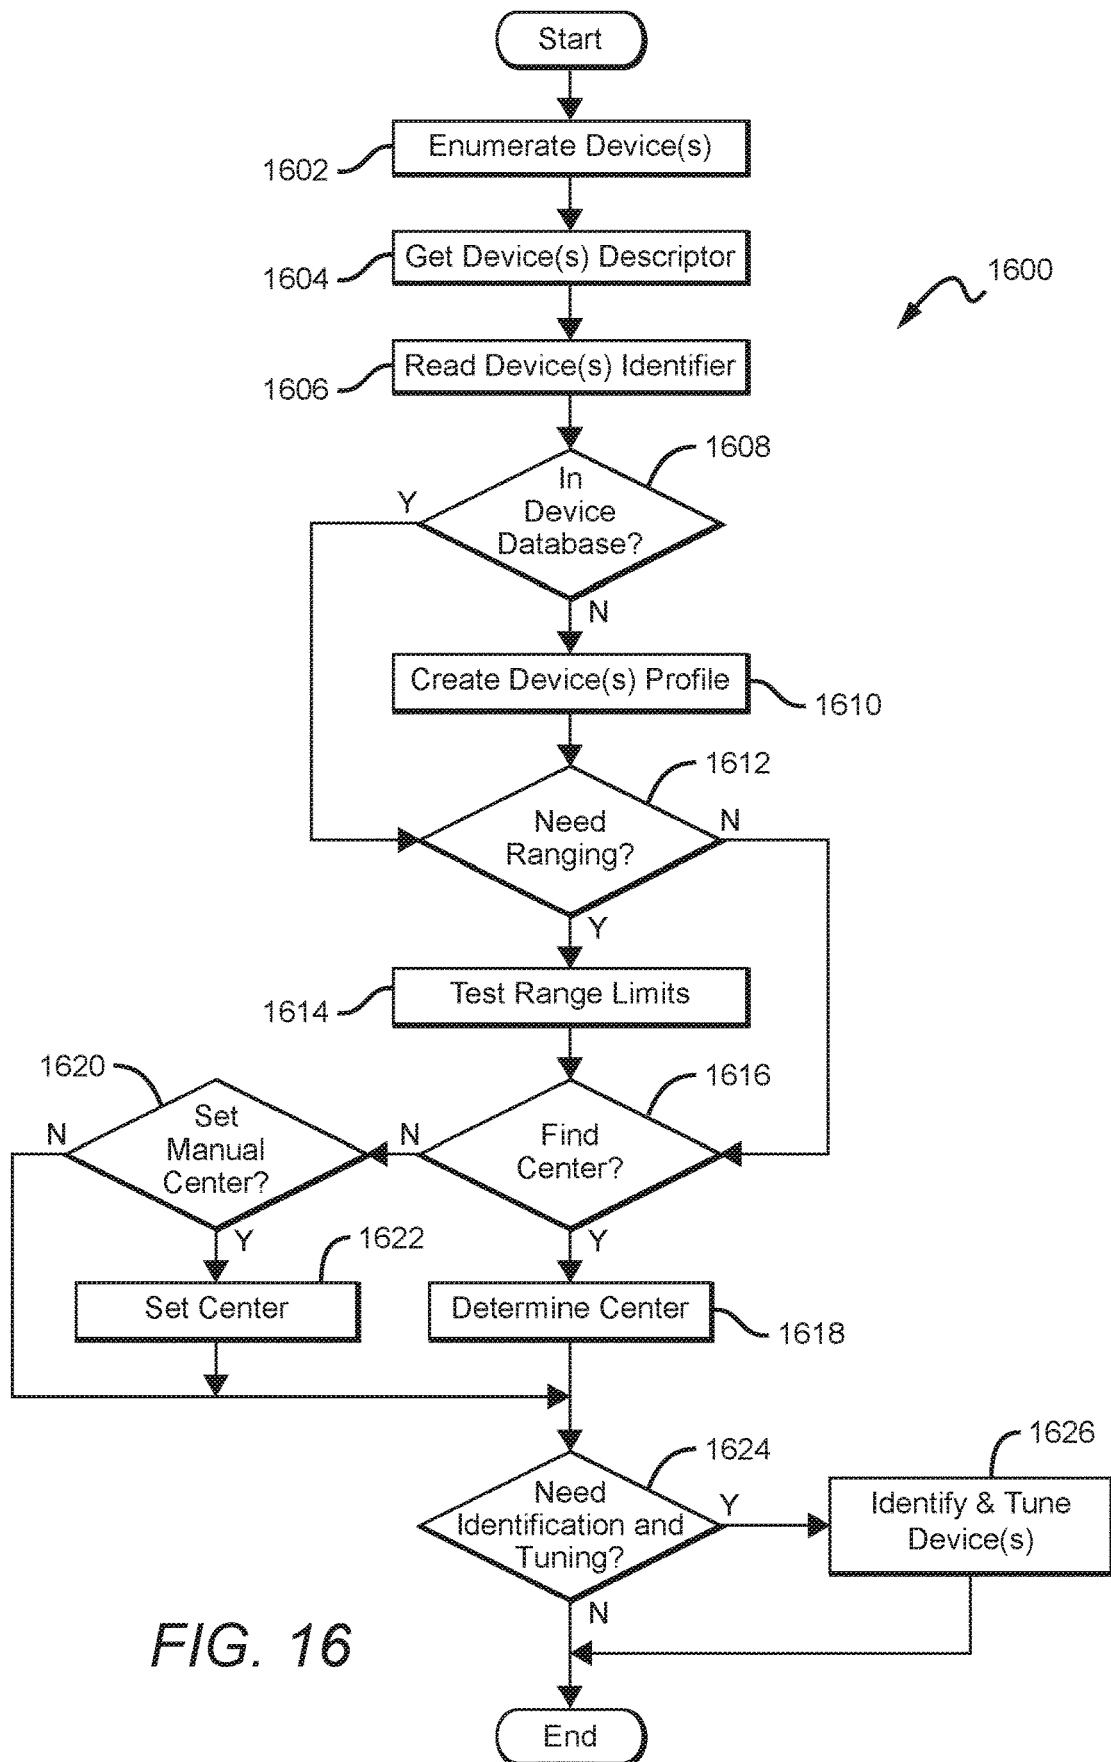 Start
Enumerate Device(s)
1602
Get Device(s) Descriptor
1604
1600
Read Device(s) Identifier
1606
1608
In
Device
Database?
Y
N
Create Device(s) Profile
1610
1612
Need
Ranging?
N
Y
Test Range Limits
1614
1620
1616
Set
Manual
Center?
N
Find
Center?
N
Y
Y
1622
Set Center
Determine Center
1618
1624
1626
Need
Identification and
Tuning?
Y
Identify & Tune
Device(s)
N
FIG. 16
End